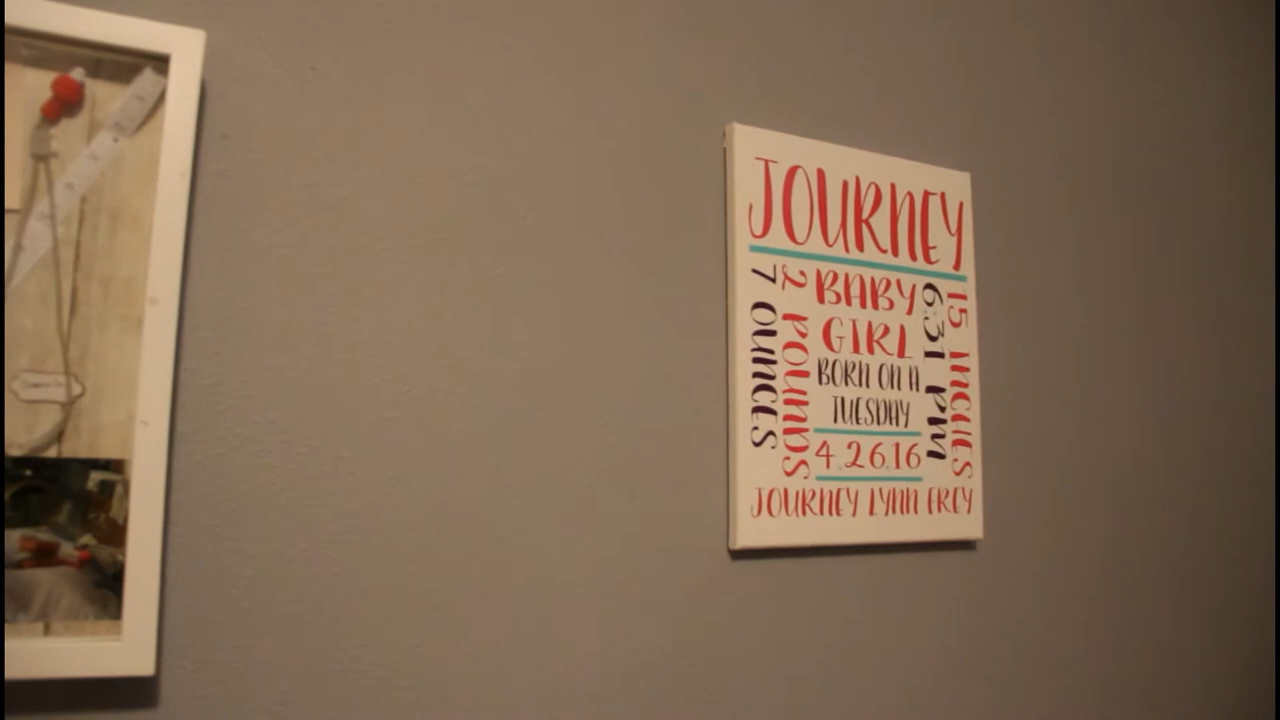 JOURNEY
7 OUNCES
2 POUNDS
BABY
GIRL
BORN ON A
TUESDAY
4.26.16
6:31 PM
15 INCHES
JOURNEY LYNN FREY